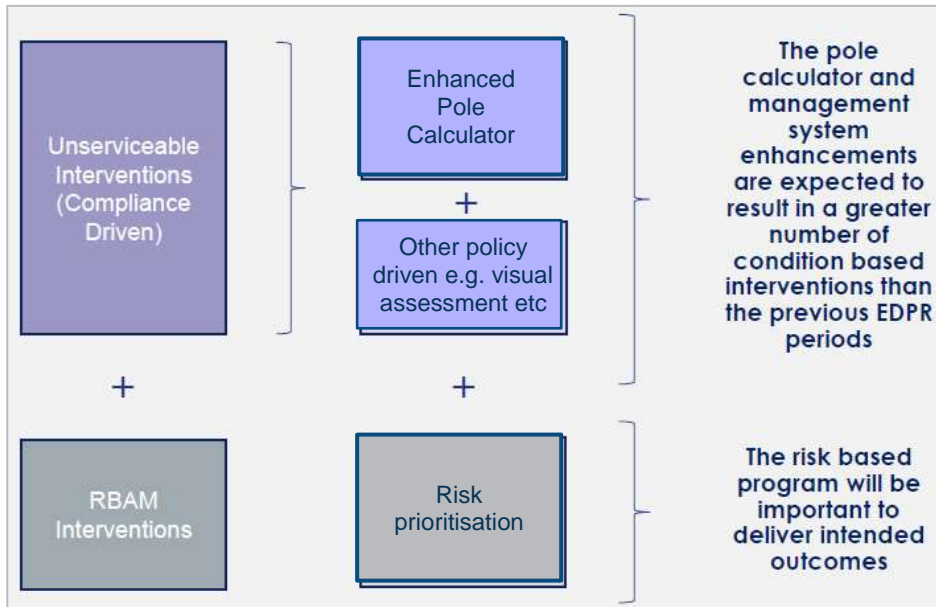 Unserviceable
Interventions
(Compliance
Driven)
Enhanced
Pole
Calculator
+
Other policy
driven e.g. visual
assessment etc
The pole
calculator and
management
system
enhancements
are expected to
result in a greater
number of
condition based
interventions than
the previous EDPR
periods
+
+
RBAM
Interventions
Risk
prioritisation
The risk based
program will be
important to
deliver intended
outcomes